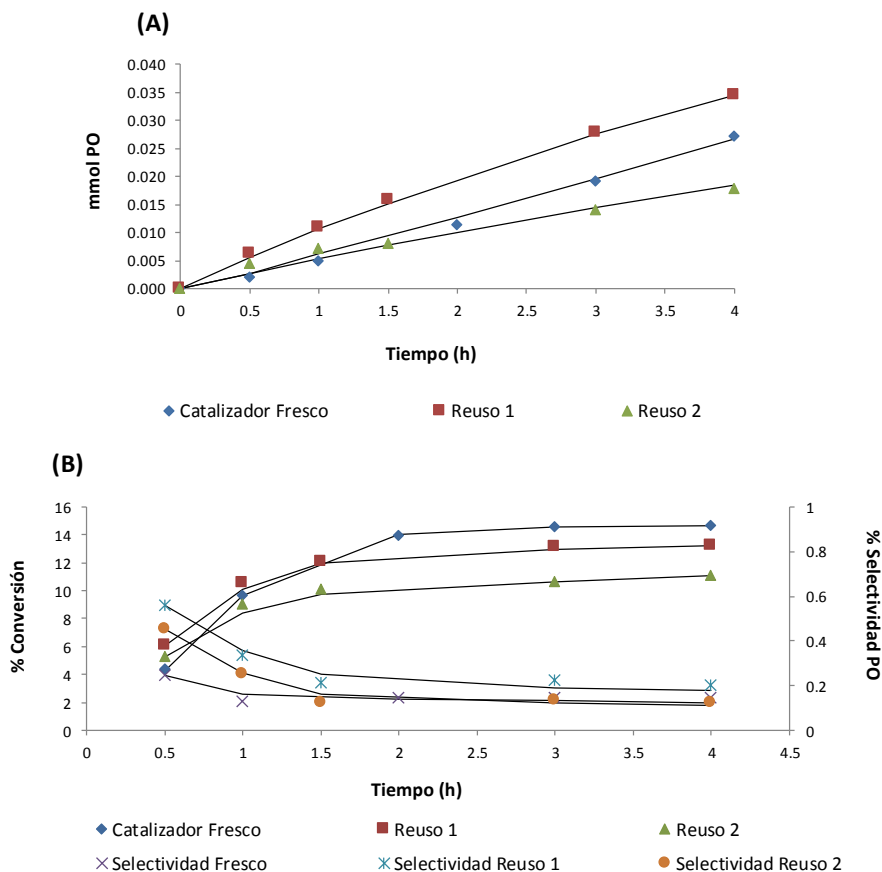 (A)
0.040
0.035
0.030
0.025
0.020
0.015
0.010
0.005
0.000
mmol PO
0 0.5 1 1.5 2 2.5 3 3.5 4
Tiempo (h)
Catalizador Fresco Reuso 1 Reuso 2
(B)
16 1
14
12 0.8
10 0.6
8
6 0.4
4 0.2
2
0 0
% Conversión
% Selectividad PO
0 0.5 1 1.5 2 2.5 3 3.5 4 4.5
Tiempo (h)
Catalizador Fresco Reuso 1 Reuso 2
Selectividad Fresco Selectividad Reuso 1 Selectividad Reuso 2